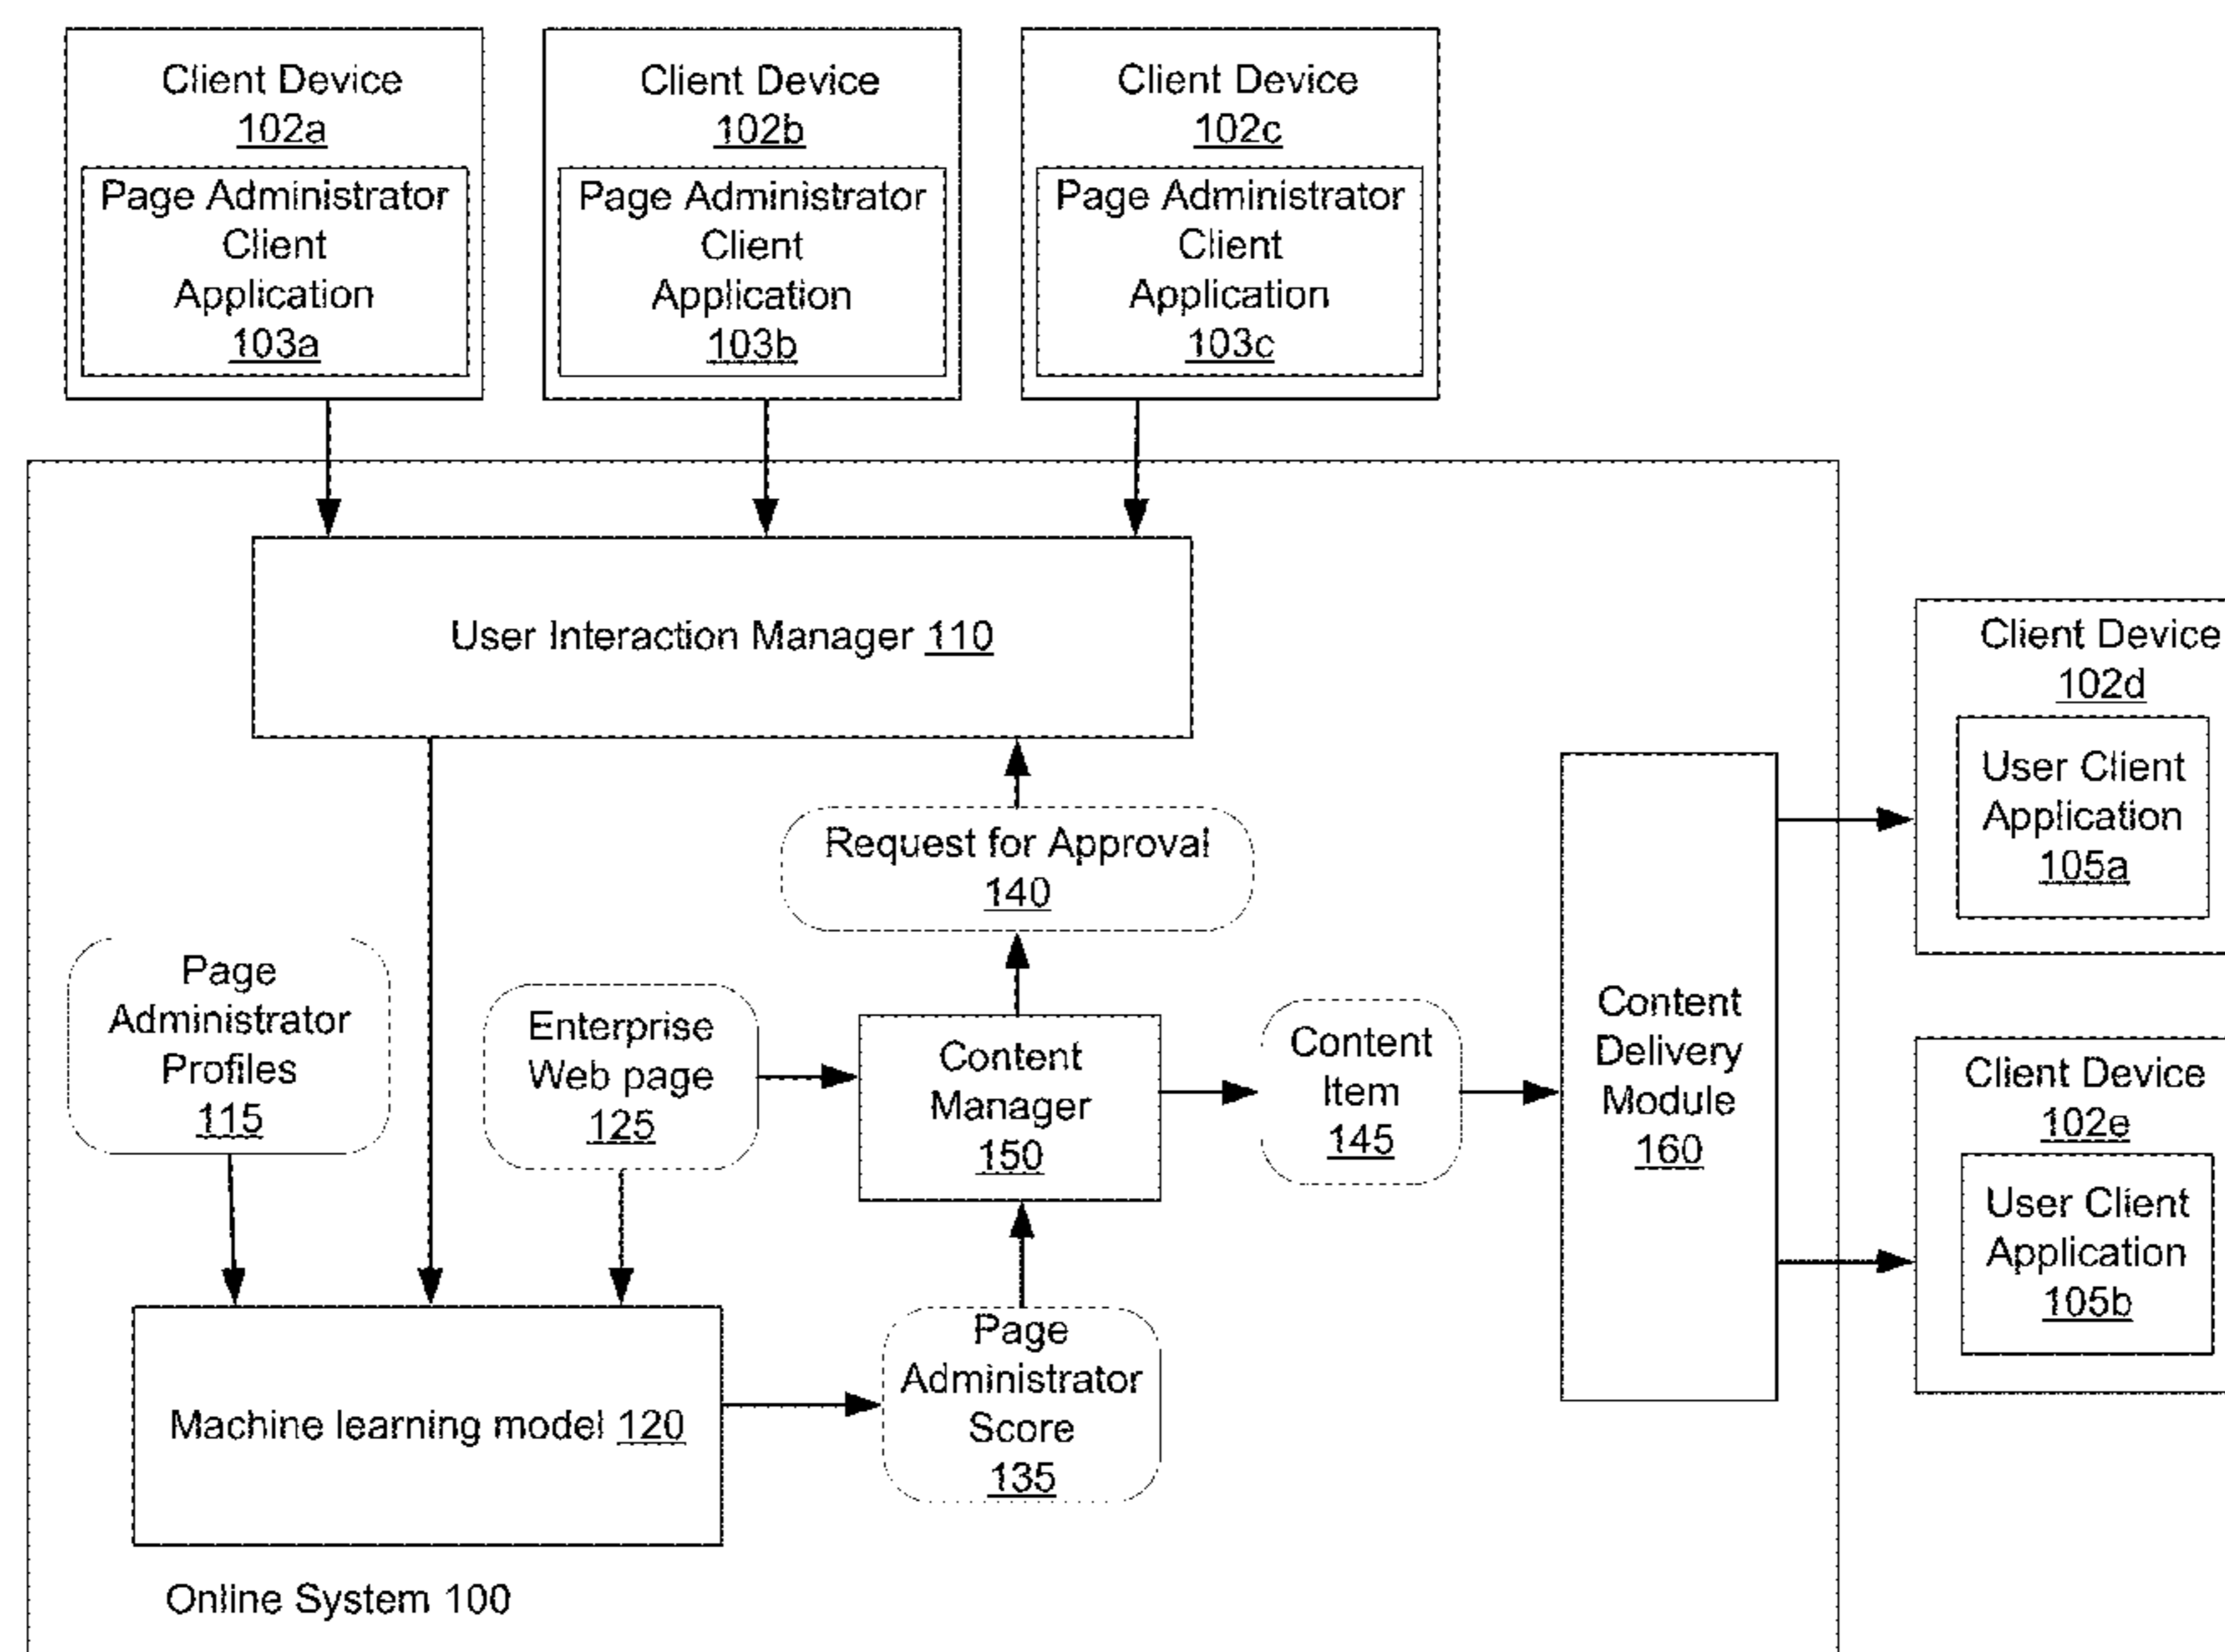 Client Device
102a
Page Administrator
Client
Application
103a
Client Device
102b
Page Administrator
Client
Application
103b
Client Device
102c
Page Administrator
Client
Application
103c
User Interaction Manager 110
Client Device
102d
User Client
Application
105a
Request for Approval
140
Page
Administrator
Profiles
115
Enterprise
Web page
125
Content
Manager
150
Content
Item
145
Content
Delivery
Module
160
Client Device
102e
User Client
Application
105b
Machine learning model 120
Page
Administrator
Score
135
Online System 100